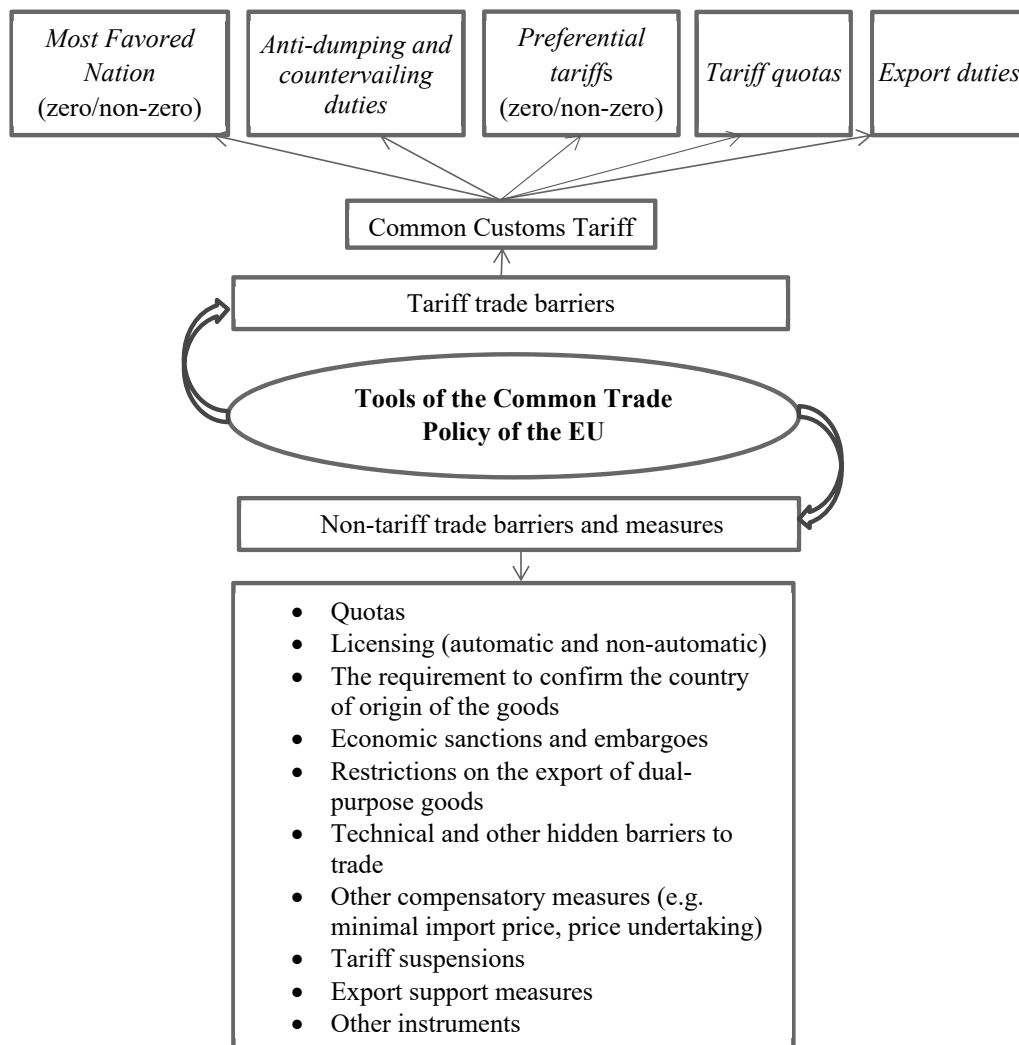 Most Favored
Nation
(zero/non-zero)
Anti-dumping and
countervailing
duties
Preferential
tariffs
(zero/non-zero)
Tariff quotas
Export duties
Common Customs Tariff
Tariff trade barriers
Tools of the Common Trade
Policy of the EU
Non-tariff trade barriers and measures
• Quotas
• Licensing (automatic and non-automatic)
• The requirement to confirm the country
of origin of the goods
• Economic sanctions and embargoes
• Restrictions on the export of dual-
purpose goods
• Technical and other hidden barriers to
trade
• Other compensatory measures (e.g.
minimal import price, price undertaking)
• Tariff suspensions
• Export support measures
• Other instruments